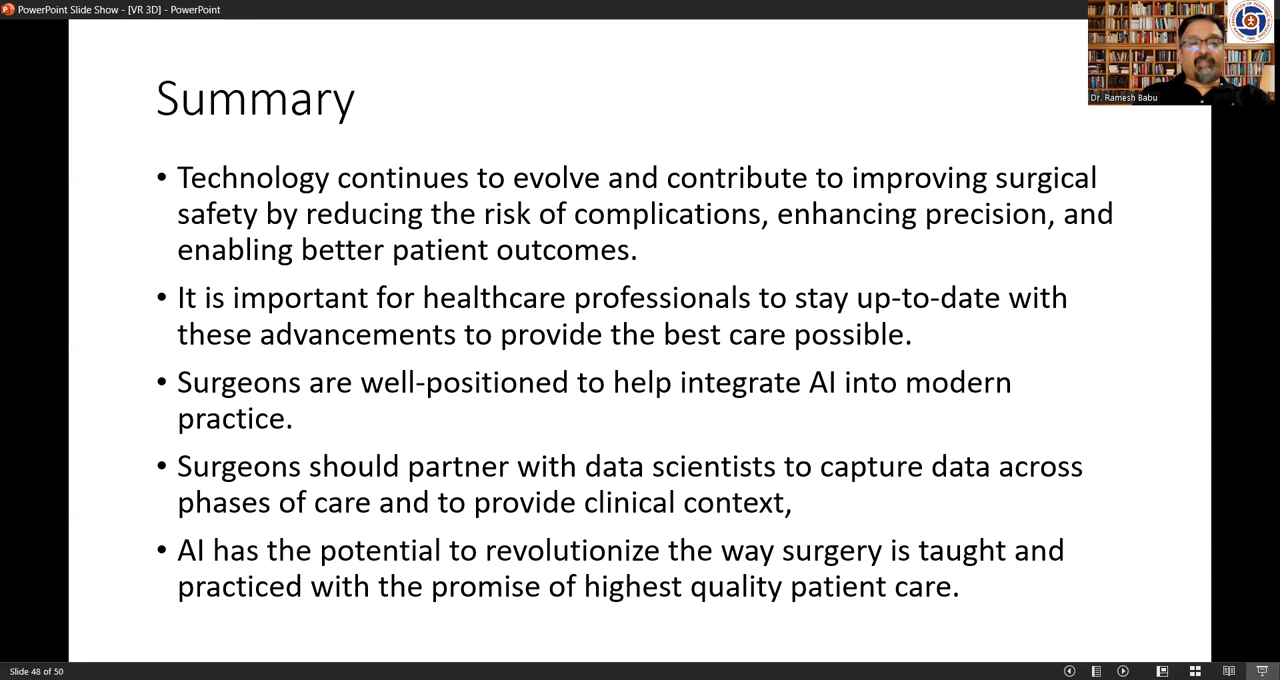 PowerPoint Slide Show - [VR 3D] - PowerPoint
Dr. Ramesh Babu
Summary
• Technology continues to evolve and contribute to improving surgical
safety by reducing the risk of complications, enhancing precision, and
enabling better patient outcomes.
• It is important for healthcare professionals to stay up-to-date with
these advancements to provide the best care possible.
• Surgeons are well-positioned to help integrate AI into modern
practice.
• Surgeons should partner with data scientists to capture data across
phases of care and to provide clinical context,
• AI has the potential to revolutionize the way surgery is taught and
practiced with the promise of highest quality patient care.
Slide 48 of 50